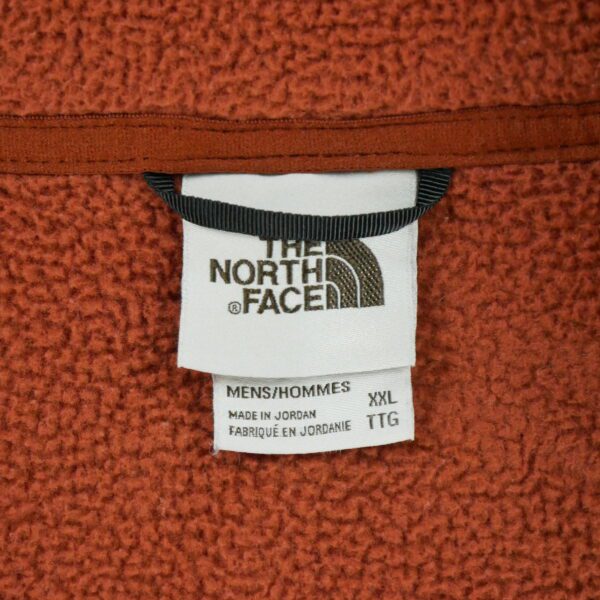 THE
NORTH
®FACE
MENS/HOMMES XXL
MADE IN JORDAN TTG
FABRIQUÉ EN JORDANIE